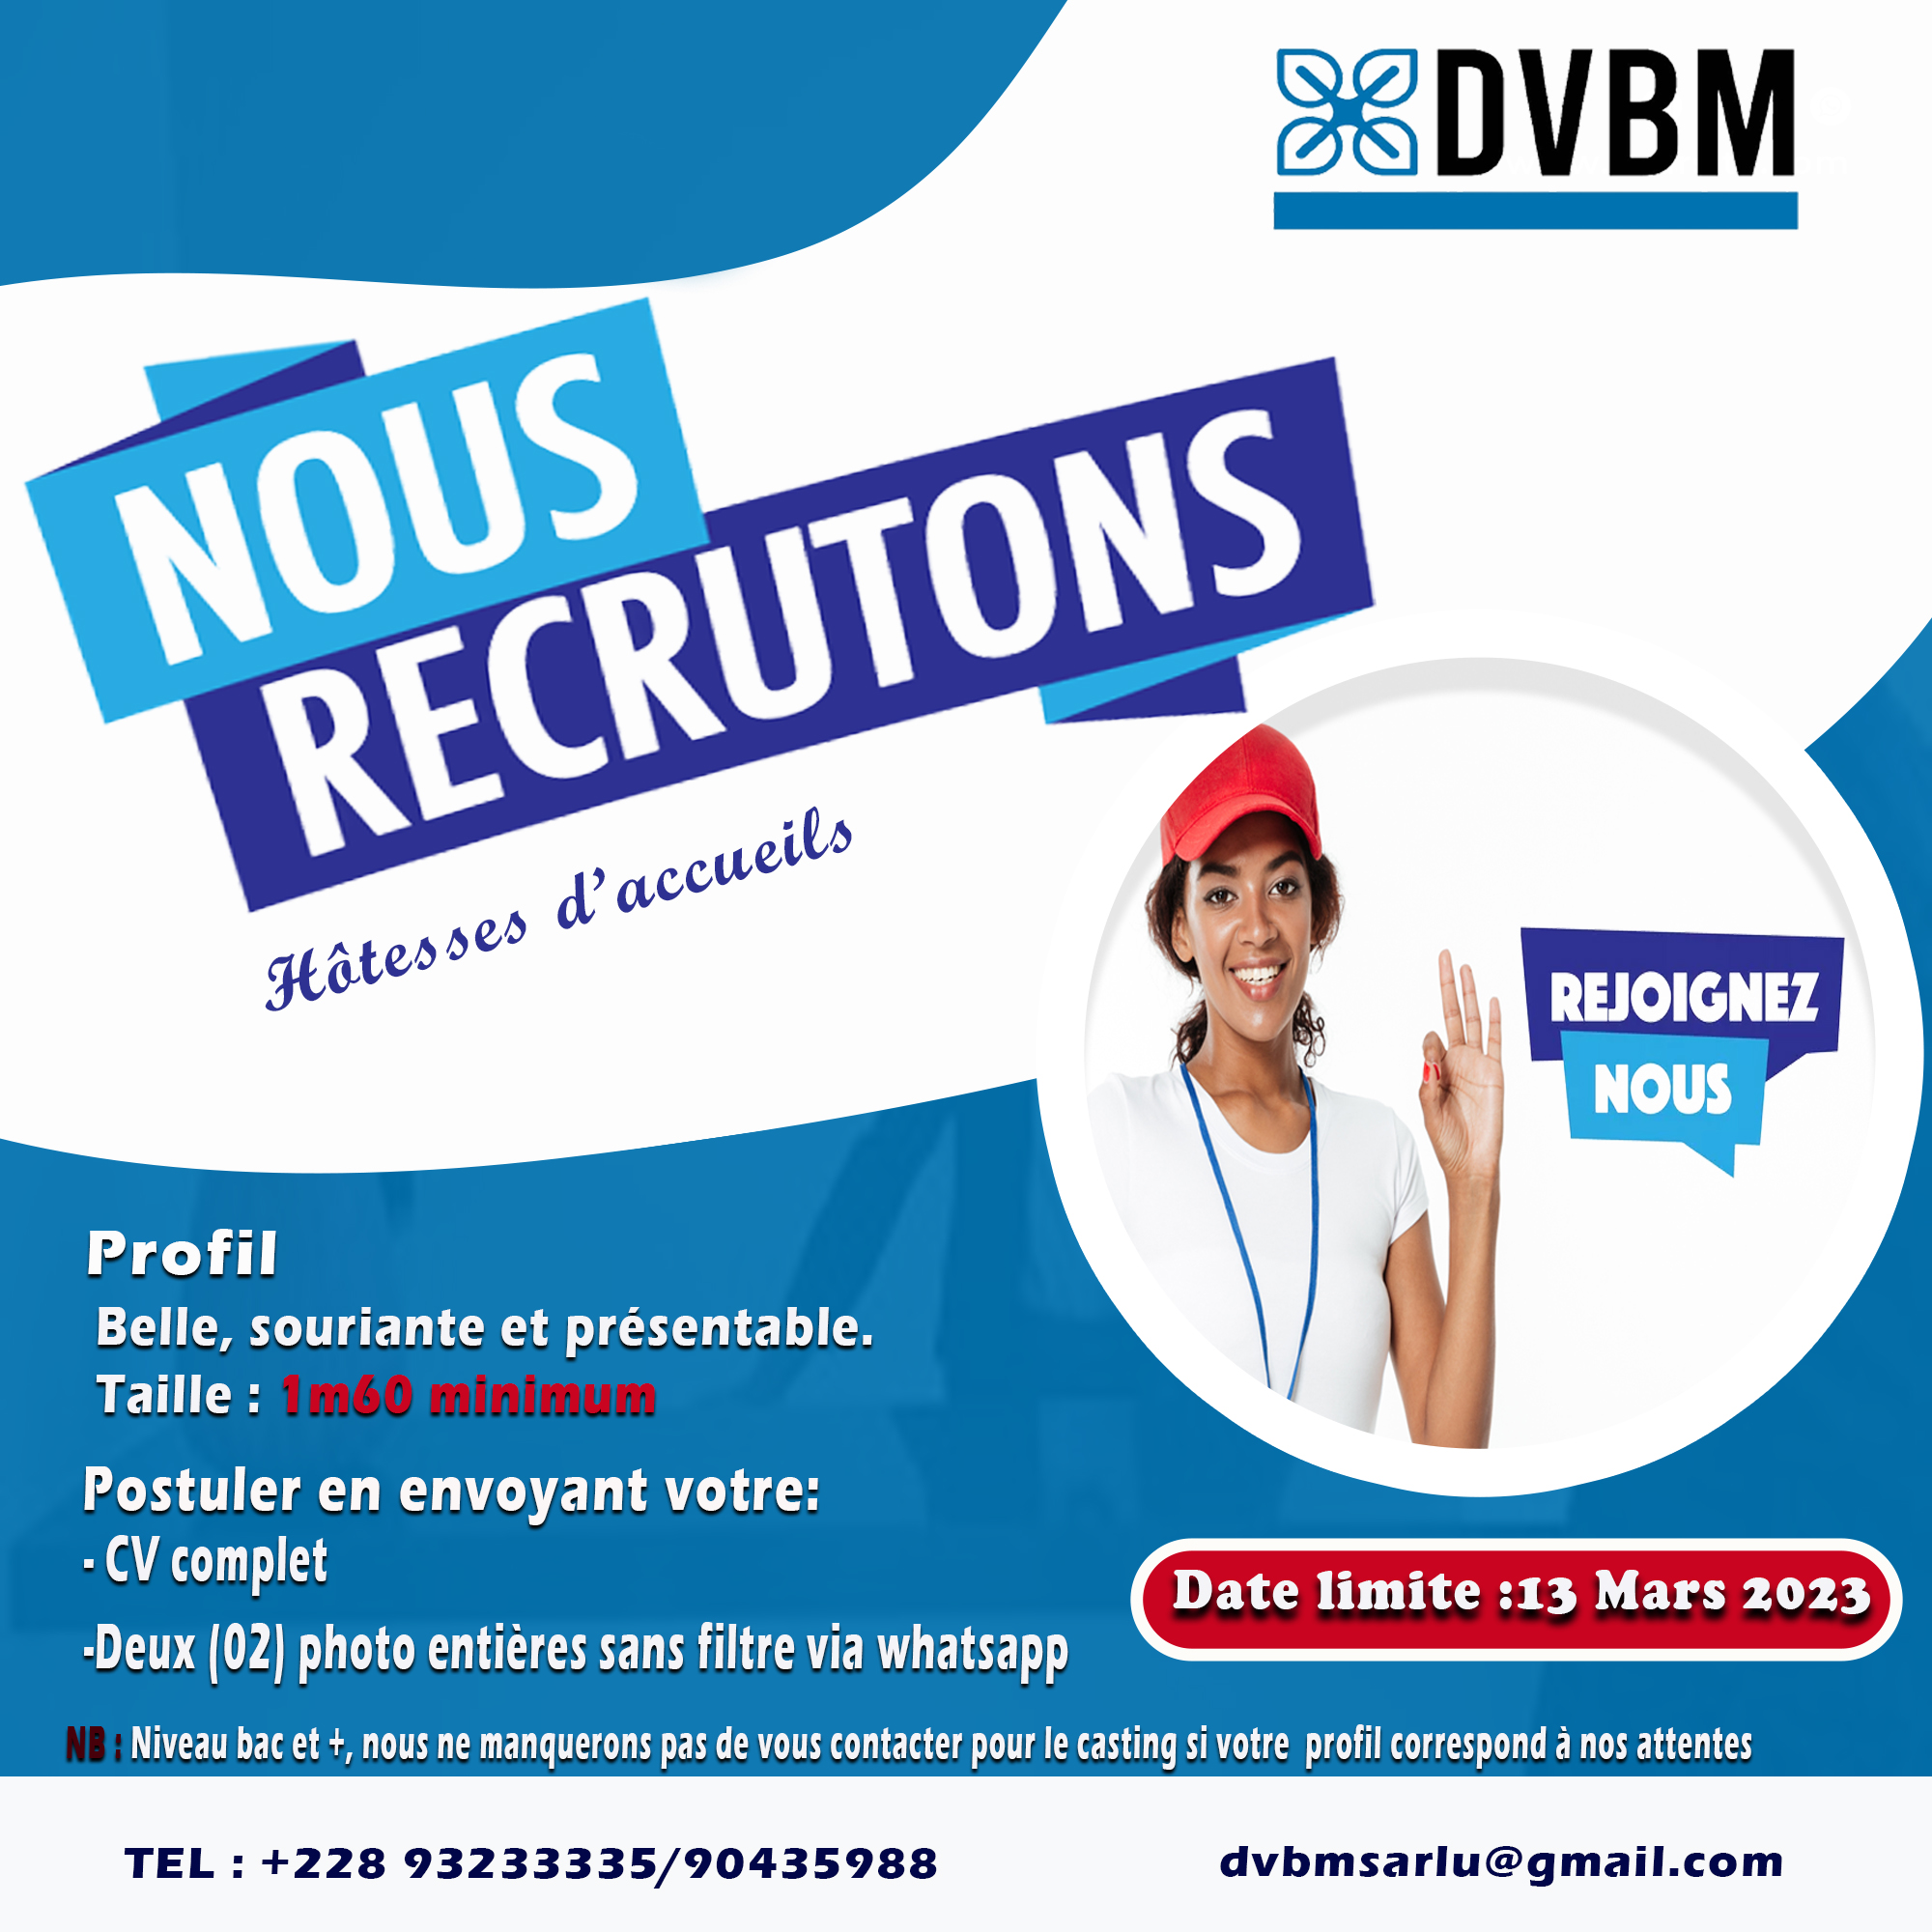 DVBM
NOUS
RECRUTONS
Hôtesses d'accueils
REJOIGNEZ
NOUS
Profil
Belle, souriante et présentable.
Taille : 1m60 minimum
Postuler en envoyant votre:
- CV complet
-Deux (02) photo entières sans filtre via whatsapp
Date limite :13 Mars 2023
NB : Niveau bac et +, nous ne manquerons pas de vous contacter pour le casting si votre profil correspond à nos attentes
TEL : +228 93233335/90435988
dvbmsarlu@gmail.com